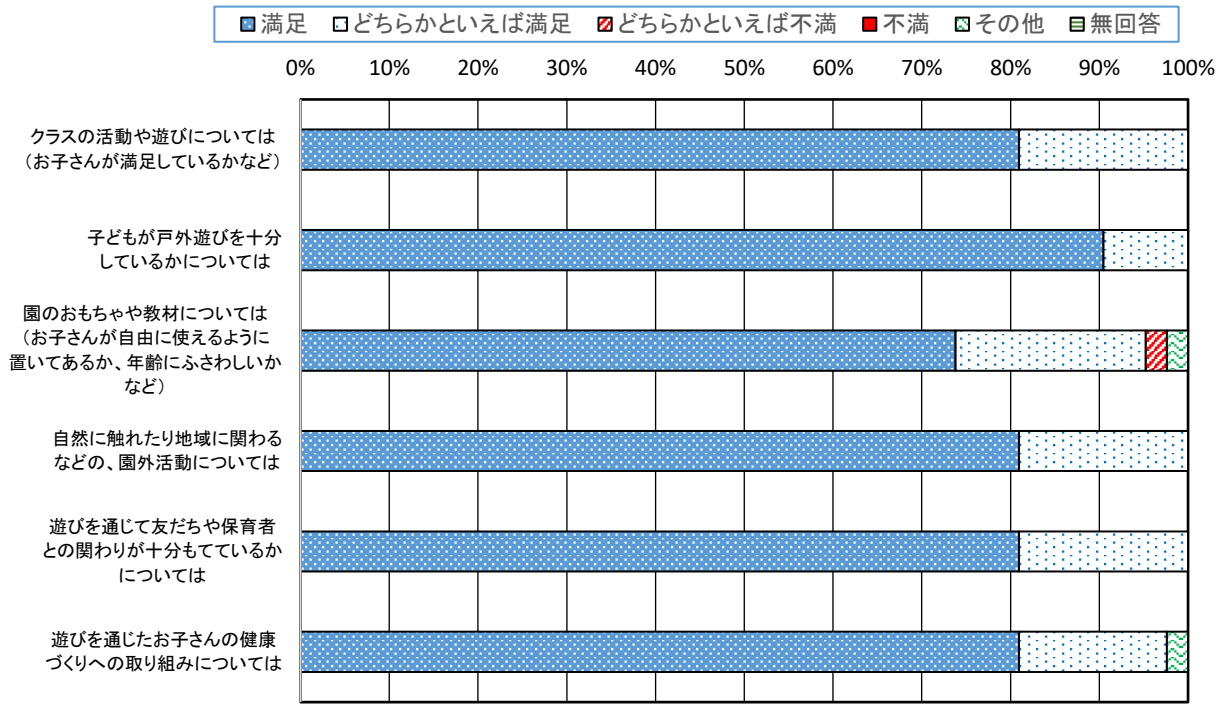 満足 どちらかといえば満足 どちらかといえば不満 不満 その他 無回答
0% 10% 20% 30% 40% 50% 60% 70% 80% 90% 100%
クラスの活動や遊びについては
(お子さんが満足しているかなど)
子どもが戸外遊びを十分
しているかについては
園のおもちゃや教材については
(お子さんが自由に使えるように
置いてあるか、年齢にふさわしいか
など)
自然に触れたり地域に関わる
などの、園外活動については
遊びを通じて友だちや保育者
との関わりが十分もてているか
については
遊びを通じたお子さんの健康
づくりへの取り組みについては